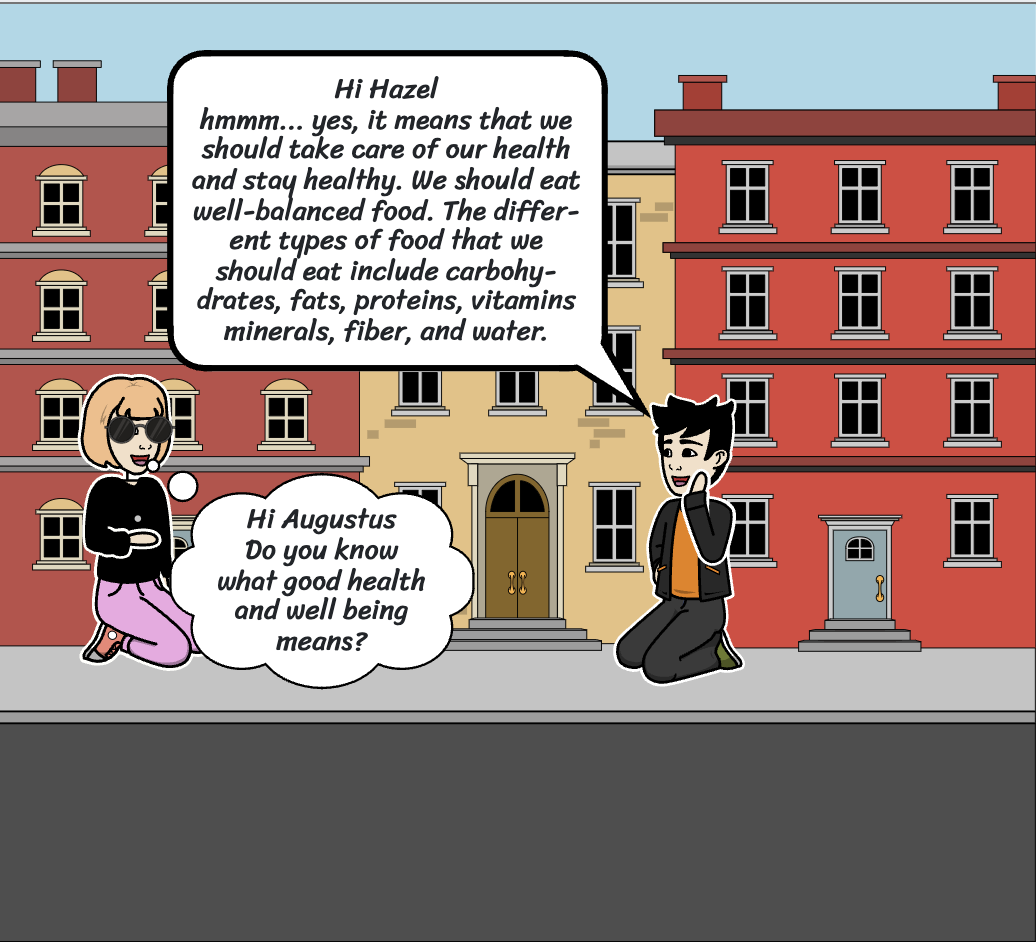 Hi Augustus
Do you know
what good health
and well being
means?
Hi Hazel
hmmm... yes, it means that we
should take care of our health
and stay healthy. We should eat
well-balanced food. The differ-
ent types of food that we
should eat include carbohy-
drates, fats, proteins, vitamins
minerals, fiber, and water.